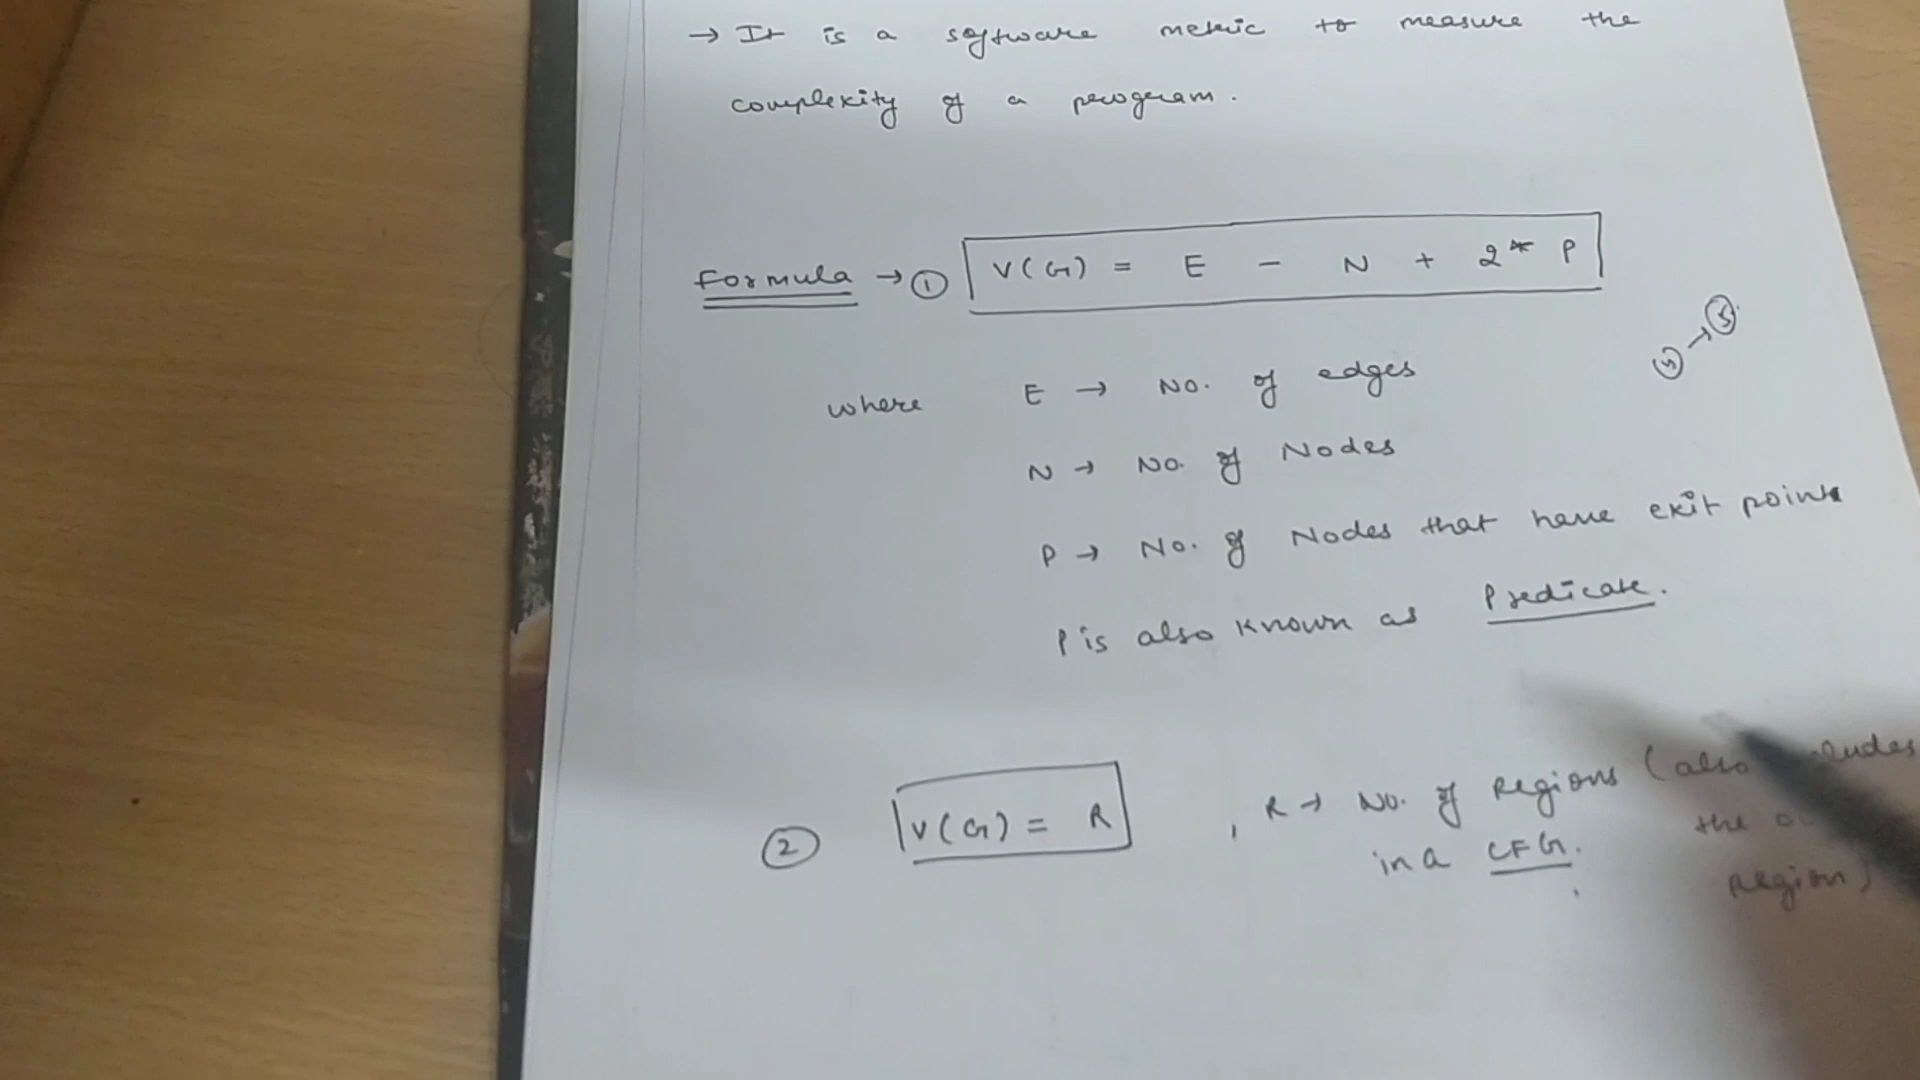 → It is a software metric to measure the
complexity of a program.
Formula → ① V(G) = E - N + 2* P
where E → No. of edges
N → No. of Nodes
P → No. of Nodes that have exit points
P is also known as Predicate.
② V(G) = R , R → No. of Regions (also
in a CFG. the
Region)